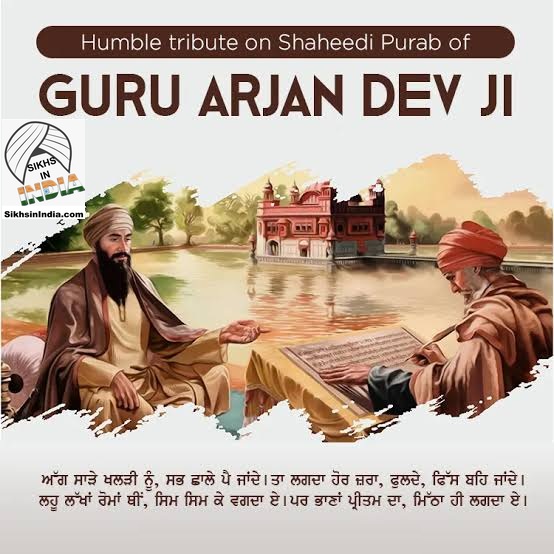 Humble tribute on Shaheedi Purab of
GURU ARJAN DEV JI
SIKHS
IN
INDIA
SikhsinIndia.com
ਅੱਗ ਸਾੜੇ ਖਲੜੀ ਨੂੰ, ਸਭ ਛਾਲੇ ਪੈ ਜਾਂਦੇ।ਤਾ ਲਗਦਾ ਹੋਰ ਜ਼ਰਾ, ਫੁਲਦੇ, ਫਿੱਸ ਬਹਿ ਜਾਂਦੇ।
ਲਹੂ ਲੱਖਾਂ ਰੋਮਾਂ ਥੀਂ, ਸਿਮ ਸਿਮ ਕੇ ਵਗਦਾ ਏ।ਪਰ ਭਾਣਾਂ ਪ੍ਰੀਤਮ ਦਾ, ਮਿੱਠਾ ਹੀ ਲਗਦਾ ਏ।